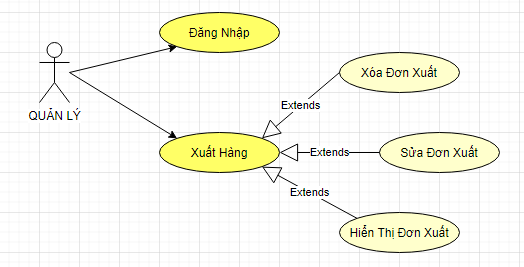 Đăng Nhập
QUẢN LÝ
Xuất Hàng
Extends
Xóa Đơn Xuất
Extends
Sửa Đơn Xuất
Extends
Hiển Thị Đơn Xuất